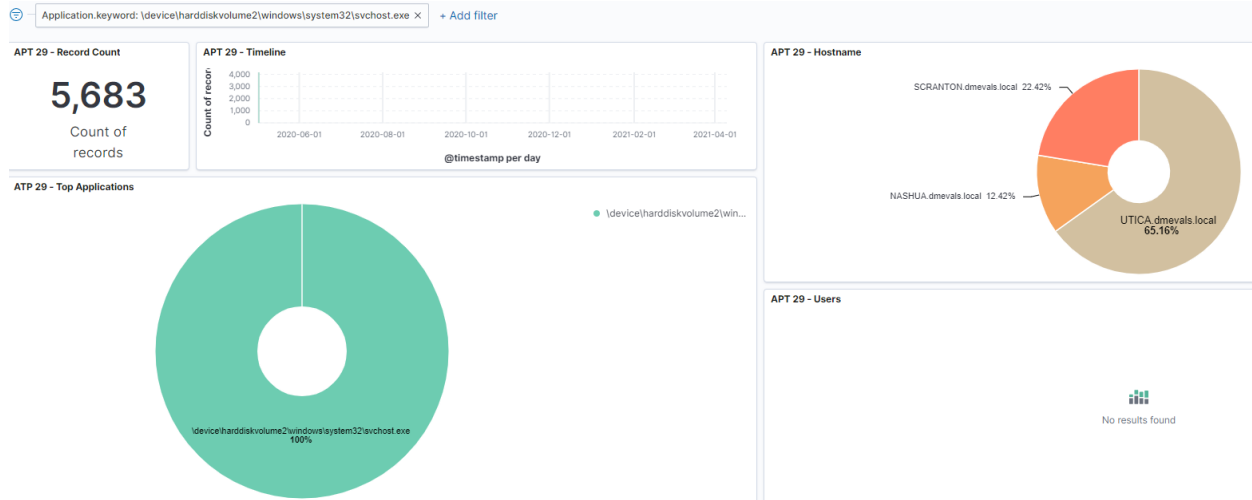 Application.keyword: \device\harddiskvolume2\windows\system32\svchost.exe ×
+ Add filter
APT 29 - Record Count
5,683
Count of
records
APT 29 - Timeline
Count of recor
4,000
3,000
2,000
1,000
0
2020-06-01
2020-08-01
2020-10-01
2020-12-01
2021-02-01
2021-04-01
@timestamp per day
APT 29 - Hostname
SCRANTON.dmevals.local 22.42%
NASHUA.dmevals.local 12.42%
UTICA.dmevals.local
65.16%
ATP 29 - Top Applications
\device\harddiskvolume2\win...
\device\harddiskvolume2\windows\system32\svchost.exe
100%
APT 29 - Users
No results found